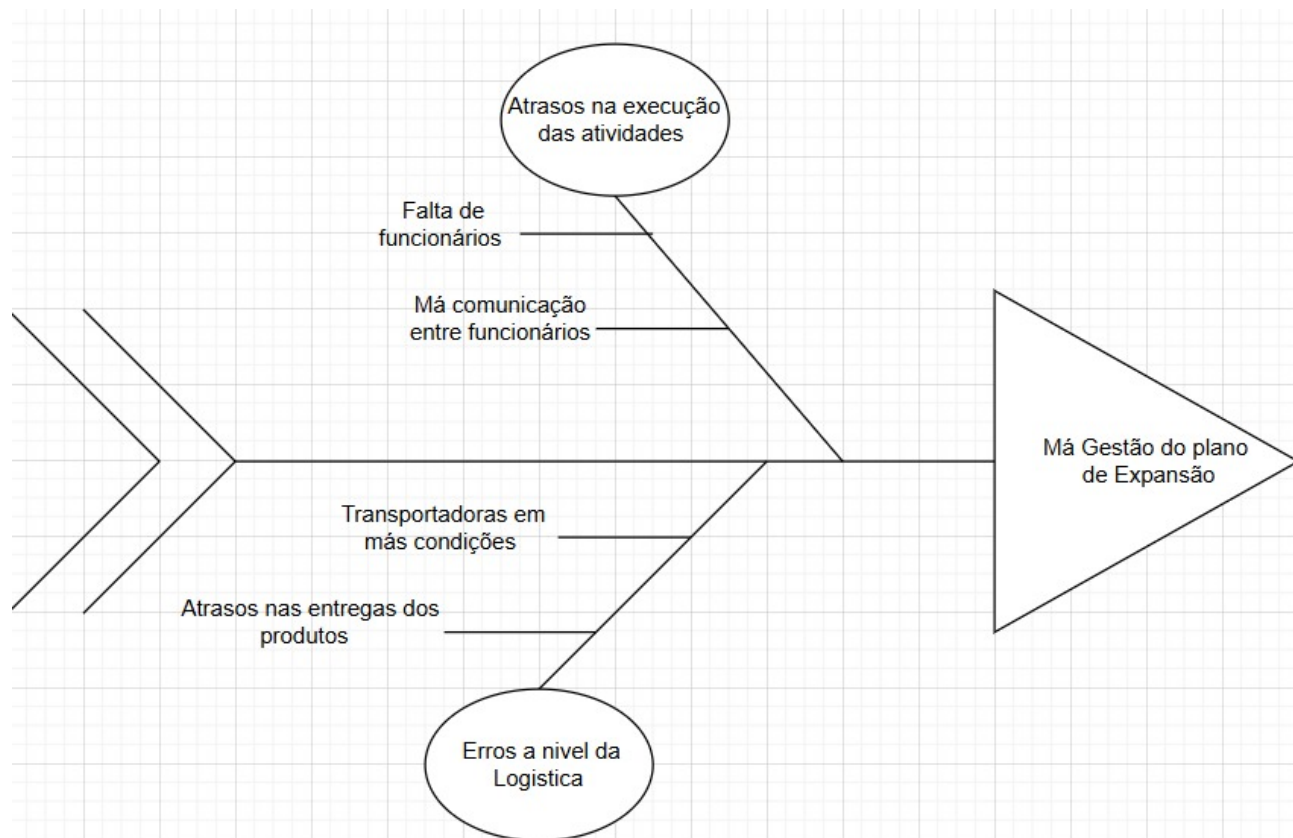 Atrasos na execução
das atividades
Falta de
funcionários
Má comunicação
entre funcionários
Má Gestão do plano
de Expansão
Transportadoras em
más condições
Atrasos nas entregas dos
produtos
Erros a nivel da
Logistica